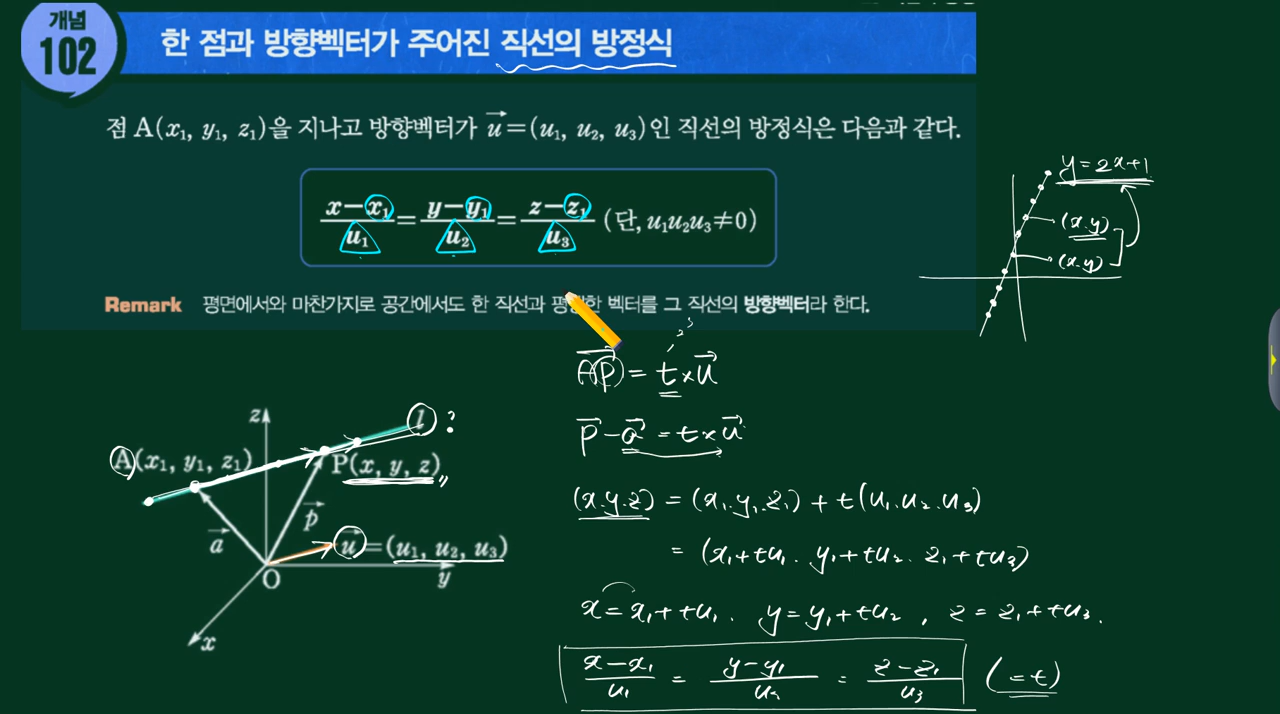 개념
102
한 점과 방향벡터가 주어진 직선의 방정식
점 A(x₁, y₁, z₁)을 지나고 방향벡터가 u⃗=(u₁, u₂, u₃)인 직선의 방정식은 다음과 같다.
(x−x₁)/u₁ = (y−y₁)/u₂ = (z−z₁)/u₃ (단, u₁u₂u₃≠0)
Remark 평면에서와 마찬가지로 공간에서도 한 직선과 한 벡터를 그 직선의 방향벡터라 한다.
y=2x+1
(x.y)
(x.y)
z
l ?
A(x₁, y₁, z₁)
P(x, y, z)
a⃗
p⃗
u⃗=(u₁, u₂, u₃)
O
y
x
AP⃗ = t×u⃗
p⃗−a⃗=t×u⃗
(x.y.z) = (x₁.y₁.z₁)+t(u₁.u₂.u₃)
= (x₁+tu₁. y₁+tu₂. z₁+tu₃)
x=x₁+tu₁. y=y₁+tu₂, z=z₁+tu₃.
(x−x₁)/u₁ = (y−y₁)/u₂ = (z−z₁)/u₃ (=t)